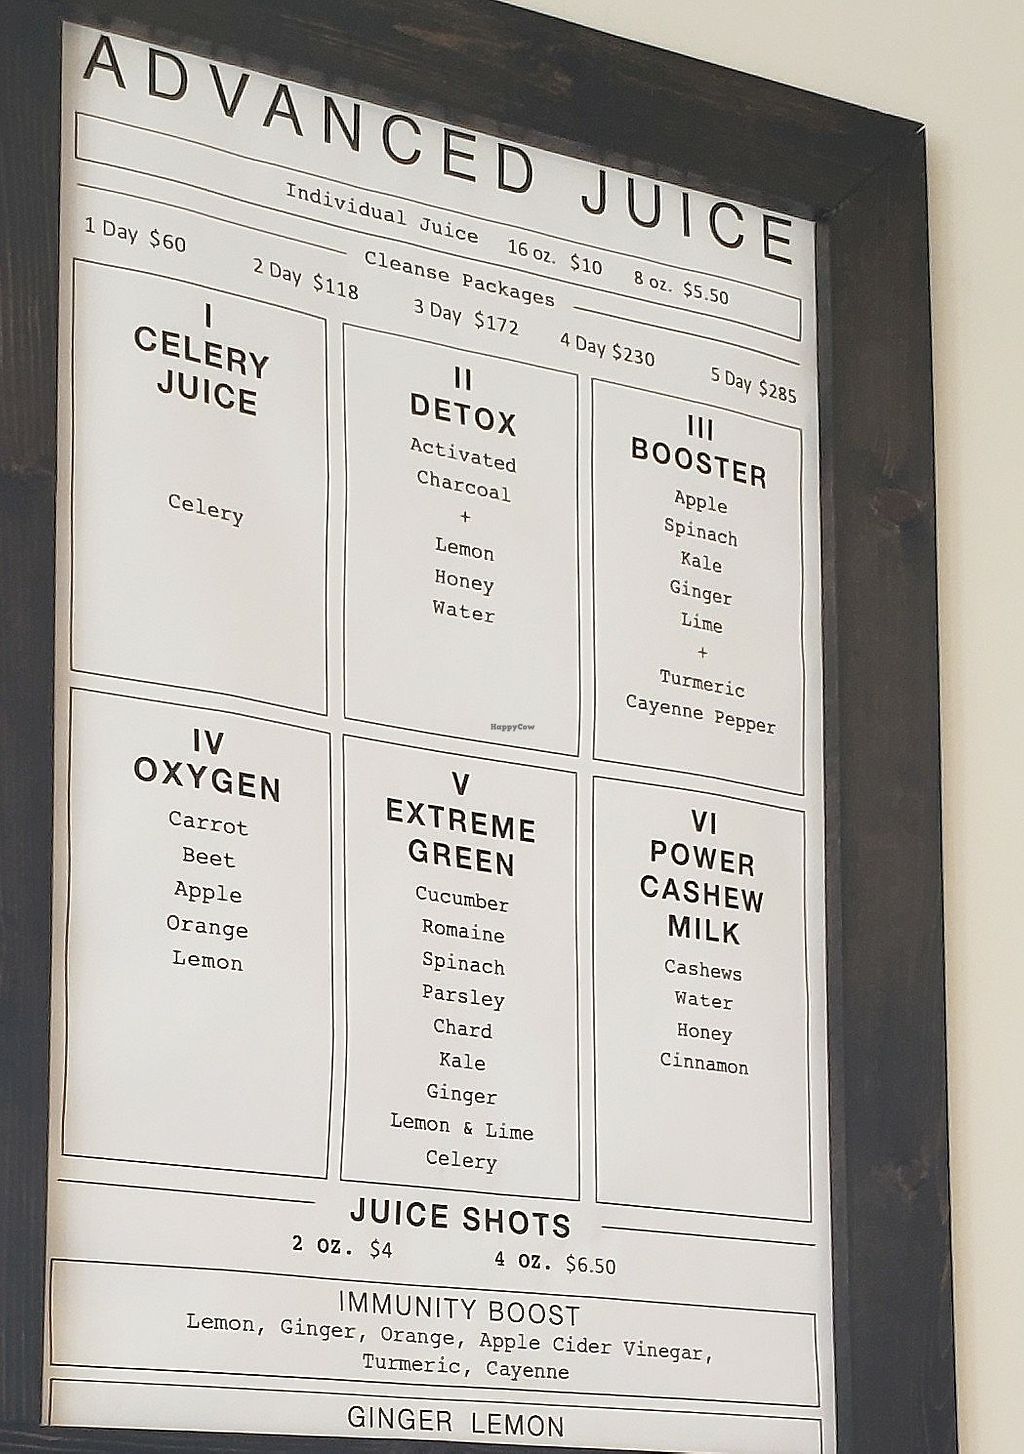 ADVANCED JUICE
Individual Juice 16 oz. $10 8 oz. $5.50
Cleanse Packages
1 Day $60 2 Day $118 3 Day $172 4 Day $230 5 Day $285
I
CELERY
JUICE
Celery
II
DETOX
Activated
Charcoal
+
Lemon
Honey
Water
III
BOOSTER
Apple
Spinach
Kale
Ginger
Lime
+
Turmeric
Cayenne Pepper
HappyCow
IV
OXYGEN
Carrot
Beet
Apple
Orange
Lemon
V
EXTREME
GREEN
Cucumber
Romaine
Spinach
Parsley
Chard
Kale
Ginger
Lemon & Lime
Celery
VI
POWER
CASHEW
MILK
Cashews
Water
Honey
Cinnamon
JUICE SHOTS
2 OZ. $4 4 OZ. $6.50
IMMUNITY BOOST
Lemon, Ginger, Orange, Apple Cider Vinegar,
Turmeric, Cayenne
GINGER LEMON